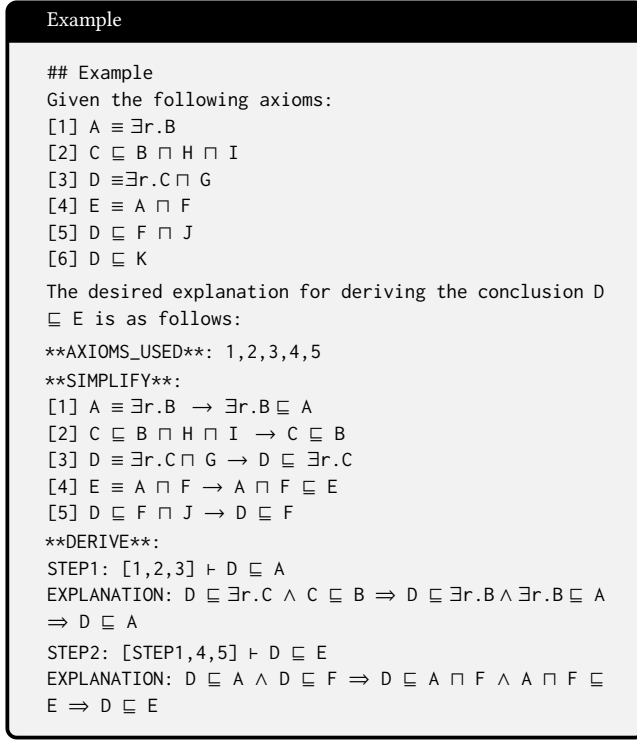 Example
## Example
Given the following axioms:
[1] A ≡ ∃r.B
[2] C ⊑ B ⊓ H ⊓ I
[3] D ≡∃r.C⊓ G
[4] E ≡ A ⊓ F
[5] D ⊑ F ⊓ J
[6] D ⊑ K
The desired explanation for deriving the conclusion D
⊑ E is as follows:
**AXIOMS_USED**: 1,2,3,4,5
**SIMPLIFY**:
[1] A ≡ ∃r.B → ∃r.B⊑ A
[2] C ⊑ B ⊓ H ⊓ I → C ⊑ B
[3] D ≡ ∃r.C⊓ G → D ⊑ ∃r.C
[4] E ≡ A ⊓ F → A ⊓ F ⊑ E
[5] D ⊑ F ⊓ J → D ⊑ F
**DERIVE**:
STEP1: [1,2,3] ⊢ D ⊑ A
EXPLANATION: D ⊑ ∃r.C ∧ C ⊑ B ⇒ D ⊑ ∃r.B∧ ∃r.B⊑ A
⇒ D ⊑ A
STEP2: [STEP1,4,5] ⊢ D ⊑ E
EXPLANATION: D ⊑ A ∧ D ⊑ F ⇒ D ⊑ A ⊓ F ∧ A ⊓ F ⊑
E ⇒ D ⊑ E